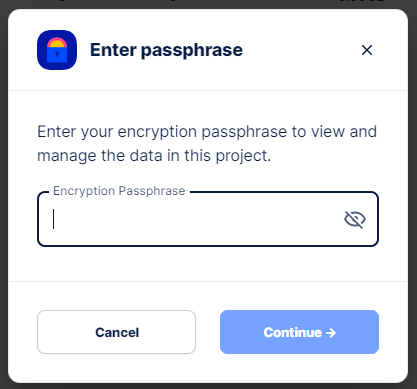 Enter passphrase
Enter your encryption passphrase to view and
manage the data in this project.
Encryption Passphrase
Cancel
Continue →